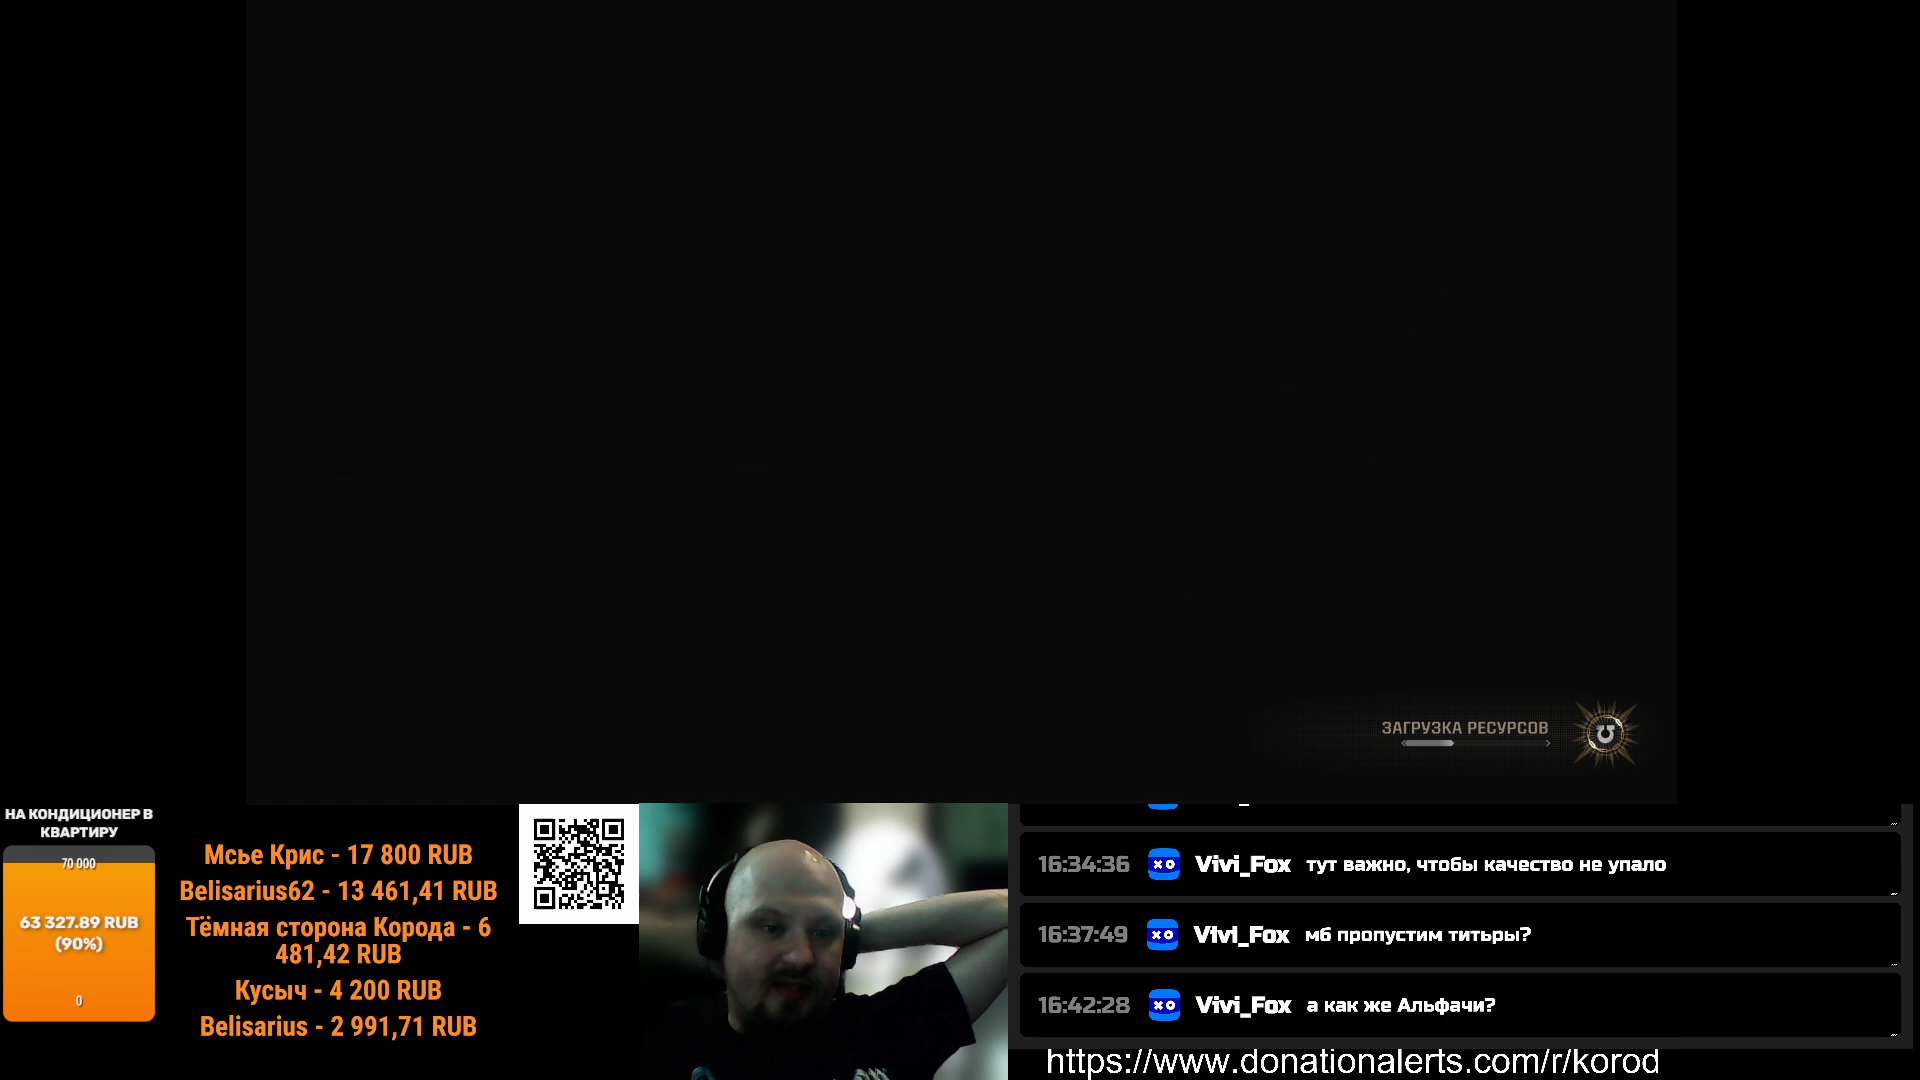 ЗАГРУЗКА РЕСУРСОВ
НА КОНДИЦИОНЕР В
КВАРТИРУ
70 000
63 327.89 RUB
(90%)
0
Мсье Крис - 17 800 RUB
Belisarius62 - 13 461,41 RUB
Тёмная сторона Корода - 6
481,42 RUB
Кусыч - 4 200 RUB
Belisarius - 2 991,71 RUB
16:34:36 Vivi_Fox тут важно, чтобы качество не упало
16:37:49 Vivi_Fox мб пропустим титьры?
16:42:28 Vivi_Fox а как же Альфачи?
https://www.donationalerts.com/r/korod